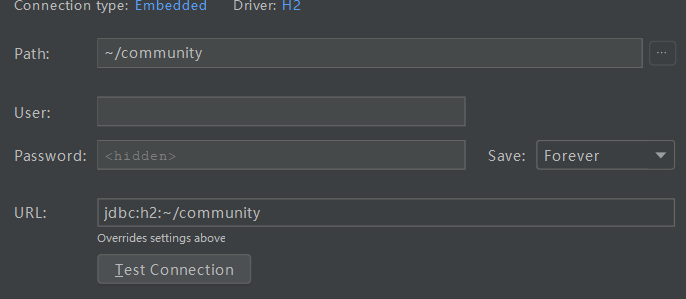 Connection type: Embedded Driver: H2
Path: ~/community ...
User:
Password: <hidden> Save: Forever
URL: jdbc:h2:~/community
Overrides settings above
Test Connection